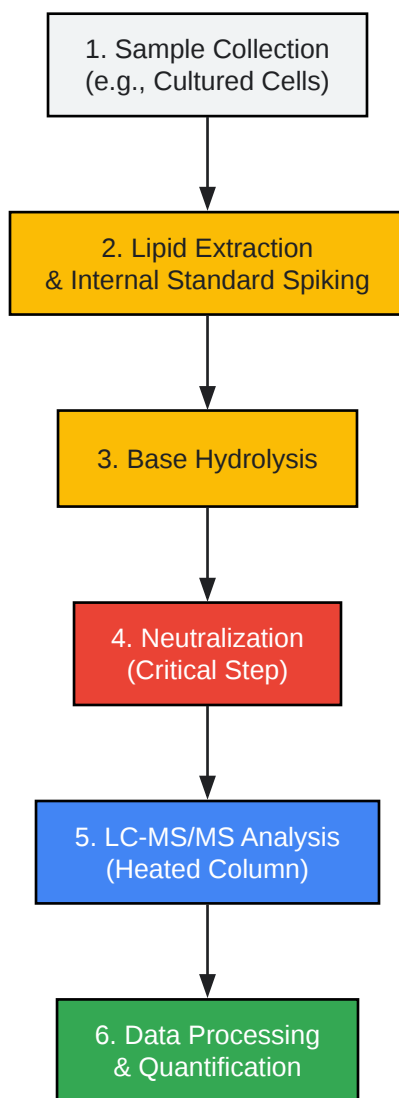 1. Sample Collection
(e.g., Cultured Cells)
2. Lipid Extraction
& Internal Standard Spiking
3. Base Hydrolysis
4. Neutralization
(Critical Step)
5. LC-MS/MS Analysis
(Heated Column)
6. Data Processing
& Quantification